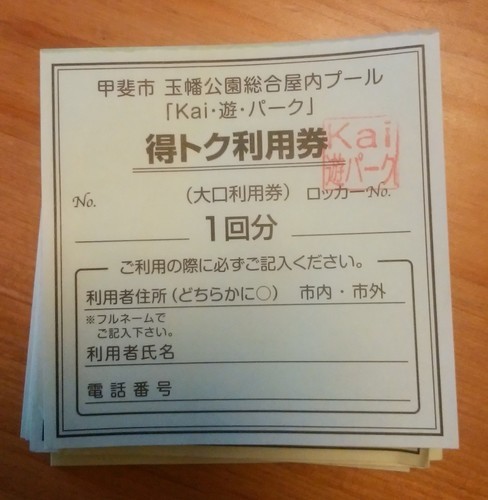 甲斐市 玉幡公園総合屋内プール
「Kai・遊・パーク」
得トク利用券
Kai
遊パーク
No. (大口利用券) ロッカーNo.
1回分
ご利用の際に必ずご記入ください。
利用者住所(どちらかに○) 市内・市外
※フルネームで
ご記入下さい。
利用者氏名
電話番号